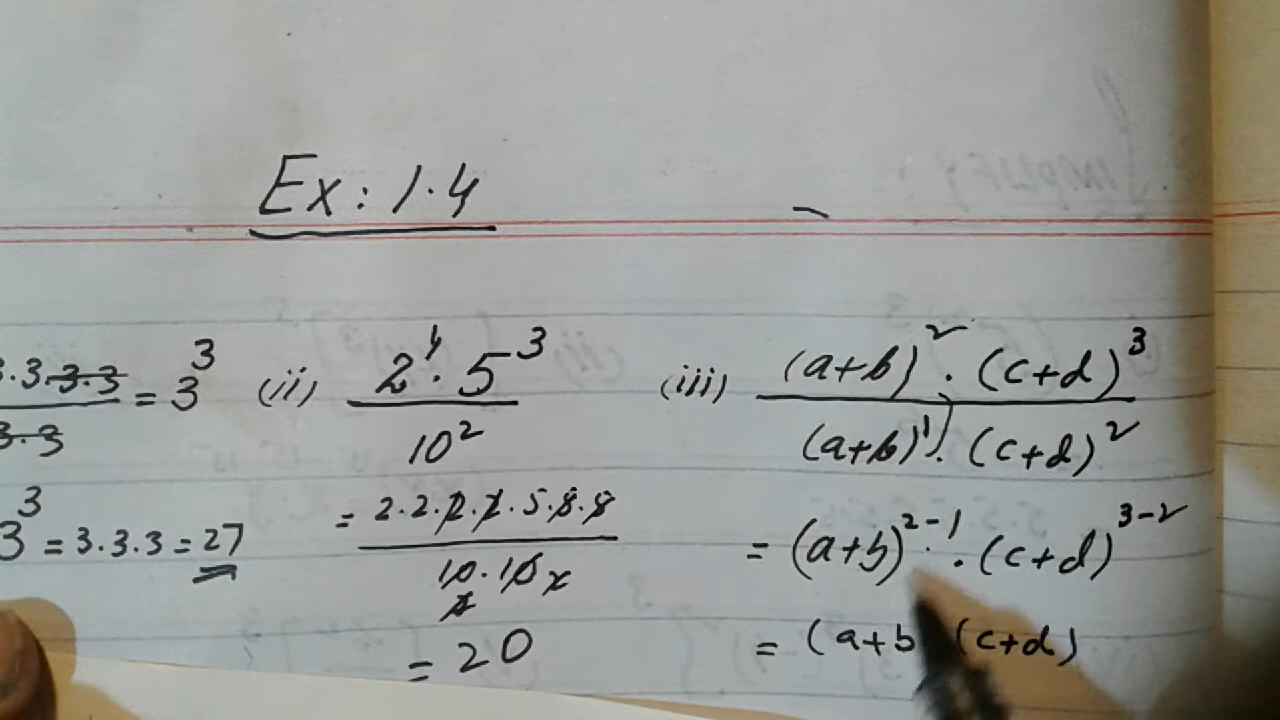 Ex: 1.4
3.3.3.3 / 3.3 = 3^3
3^3 = 3.3.3 = 27
(ii) 2^4 . 5^3 / 10^2
= 2.2.2.2.5.5.5 / 10.10
= 20
(iii) (a+b)^2 . (c+d)^3 / (a+b)^1 . (c+d)^2
= (a+b)^2-1 . (c+d)^3-2
= (a+b (c+d)